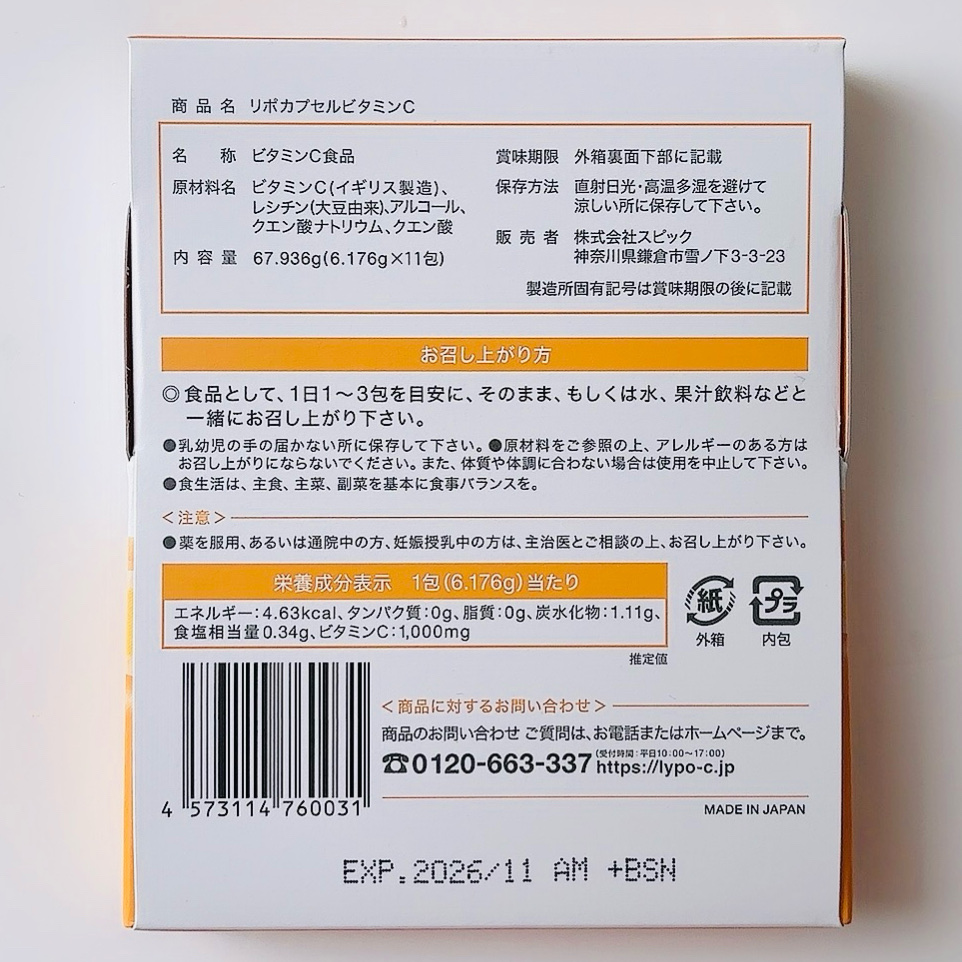 商品名 リポカプセルビタミンC
名称 ビタミンC食品
原材料名 ビタミンC(イギリス製造)、
レシチン(大豆由来)、アルコール、
クエン酸ナトリウム、クエン酸
内容量 67.936g(6.176g×11包)
賞味期限 外箱裏面下部に記載
保存方法 直射日光・高温多湿を避けて
涼しい所に保存して下さい。
販売者 株式会社スピック
神奈川県鎌倉市雪ノ下3-3-23
製造所固有記号は賞味期限の後に記載
お召し上がり方
◎食品として、1日1〜3包を目安に、そのまま、もしくは水、果汁飲料などと
一緒にお召し上がり下さい。
●乳幼児の手の届かない所に保存して下さい。●原材料をご参照の上、アレルギーのある方は
お召し上がりにならないでください。また、体質や体調に合わない場合は使用を中止して下さい。
●食生活は、主食、主菜、副菜を基本に食事バランスを。
<注意>
●薬を服用、あるいは通院中の方、妊娠授乳中の方は、主治医とご相談の上、お召し上がり下さい。
栄養成分表示 1包(6.176g)当たり
エネルギー:4.63kcal、タンパク質:0g、脂質:0g、炭水化物:1.11g、
食塩相当量0.34g、ビタミンC:1,000mg
推定値
紙
外箱
プラ
内包
<商品に対するお問い合わせ>
商品のお問い合わせ ご質問は、お電話またはホームページまで。
☎0120-663-337 (受付時間:平日10:00〜17:00)
https://lypo-c.jp
4 573114 760031
MADE IN JAPAN
EXP.2026/11 AM +BSN